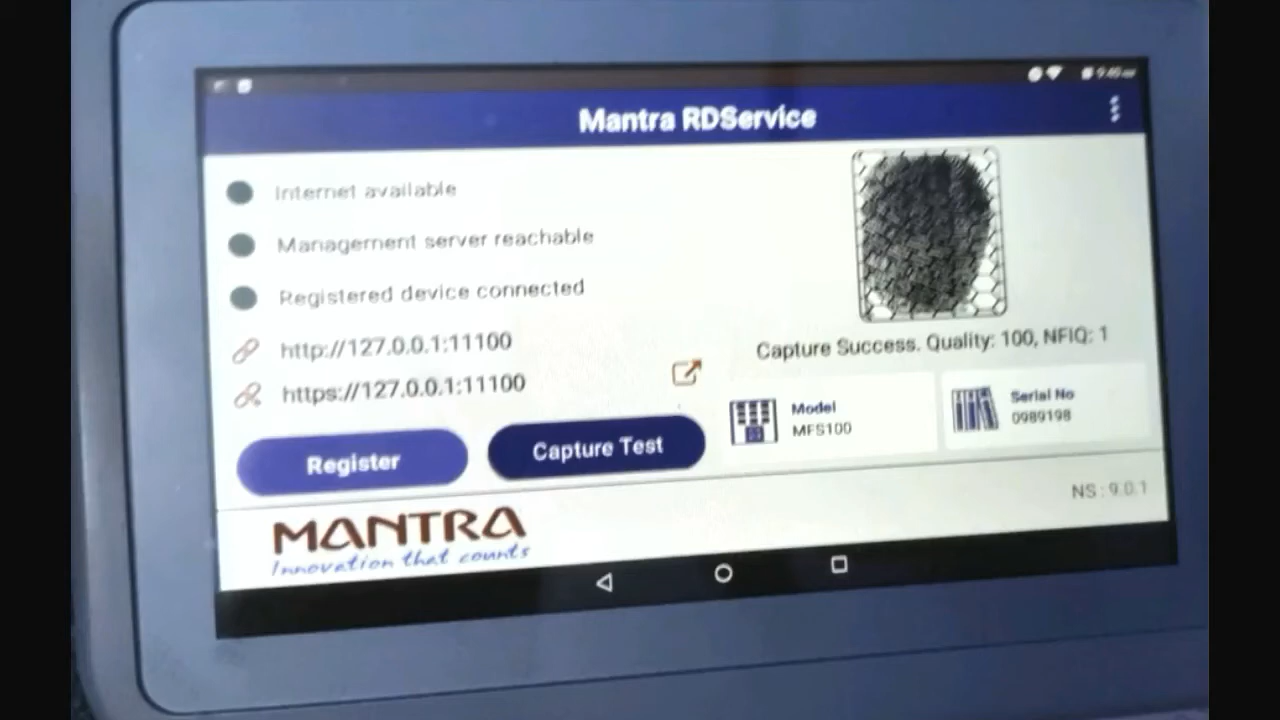 Mantra RDService
Internet available
Management server reachable
Registered device connected
http://127.0.0.1:11100
https://127.0.0.1:11100
Register
Capture Test
Capture Success. Quality: 100, NFIQ: 1
Model
MFS100
Serial No
0989198
NS : 9.0.1
MANTRA
Innovation that counts